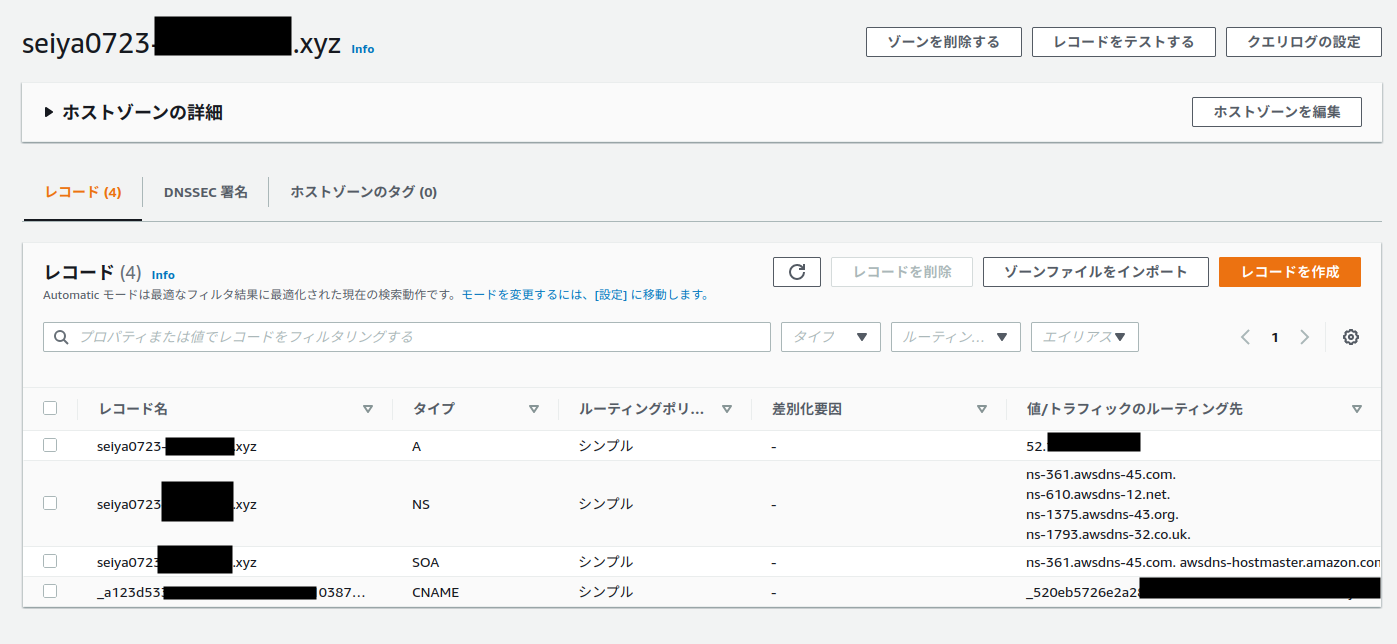 seiya0723- .xyz Info
ゾーンを削除する レコードをテストする クエリログの設定
ホストゾーンの詳細 ホストゾーンを編集
レコード (4) DNSSEC 署名 ホストゾーンのタグ (0)
レコード (4) Info
レコードを削除 ゾーンファイルをインポート レコードを作成
Automatic モードは最適なフィルタ結果に最適化された現在の検索動作です。モードを変更するには、[設定] に移動します。
プロパティまたは値でレコードをフィルタリングする タイプ ルーティン... エイリアス 1
レコード名 タイプ ルーティングポリ... 差別化要因 値/トラフィックのルーティング先
seiya0723- .xyz A シンプル - 52.
seiya0723 .xyz NS シンプル - ns-361.awsdns-45.com.
ns-610.awsdns-12.net.
ns-1375.awsdns-43.org.
ns-1793.awsdns-32.co.uk.
seiya0723 .xyz SOA シンプル - ns-361.awsdns-45.com. awsdns-hostmaster.amazon.com
_a123d533 0387... CNAME シンプル - _520eb5726e2a28